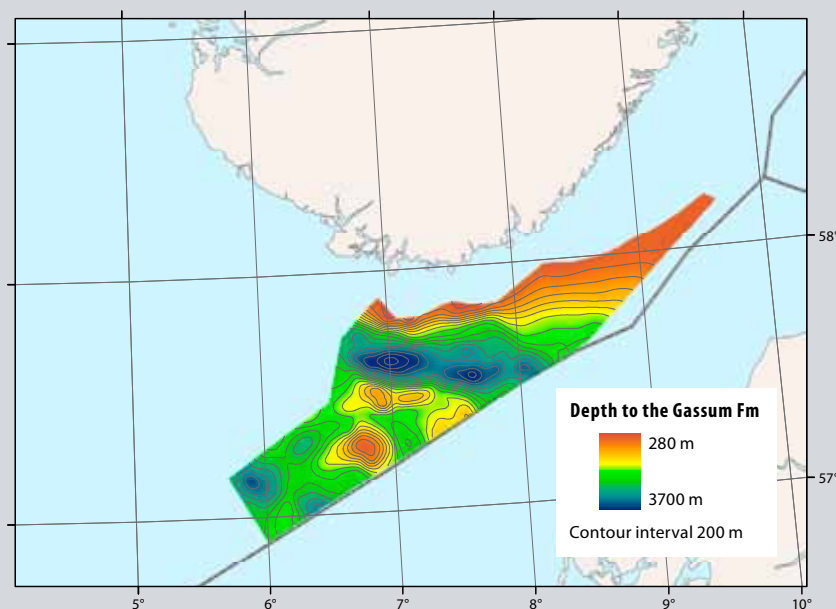 58°
Depth to the Gassum Fm
280 m
3700 m
Contour interval 200 m
57°
5° 6° 7° 8° 9° 10°